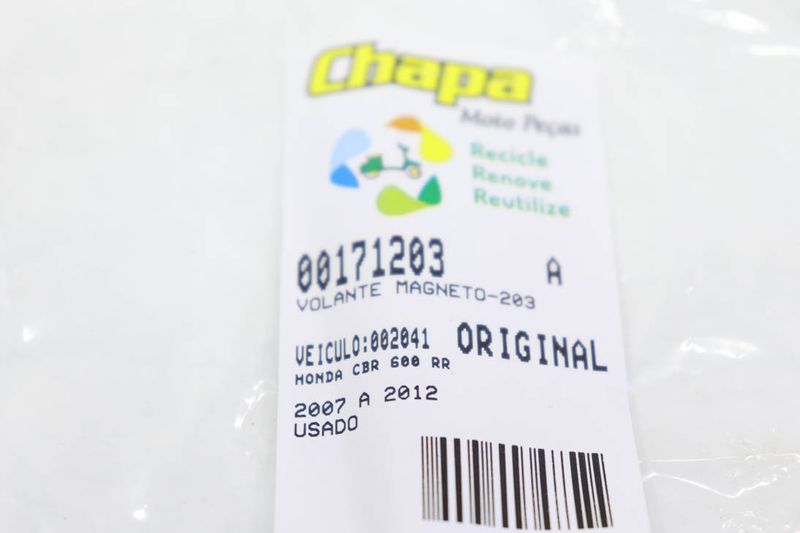 Chapa
Moto Peças
Recicle
Renove
Reutilize
00171203 A
VOLANTE MAGNETO-203
VEICULO:002041 ORIGINAL
HONDA CBR 600 RR
2007 A 2012
USADO